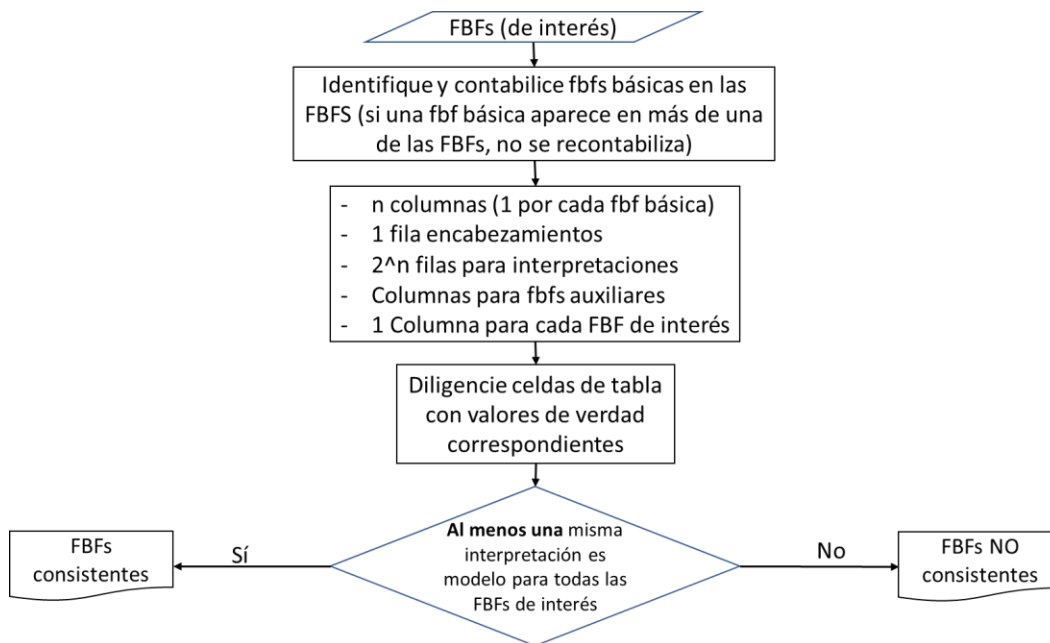 FBFs (de interés)
Identifique y contabilice fbfs básicas en las
FBFS (si una fbf básica aparece en más de una
de las FBFs, no se recontabiliza)
- n columnas (1 por cada fbf básica)
- 1 fila encabezamientos
- 2^n filas para interpretaciones
- Columnas para fbfs auxiliares
- 1 Columna para cada FBF de interés
Diligencie celdas de tabla
con valores de verdad
correspondientes
Al menos una misma
interpretación es
modelo para todas las
FBFs de interés
Sí
FBFs
consistentes
No
FBFs NO
consistentes